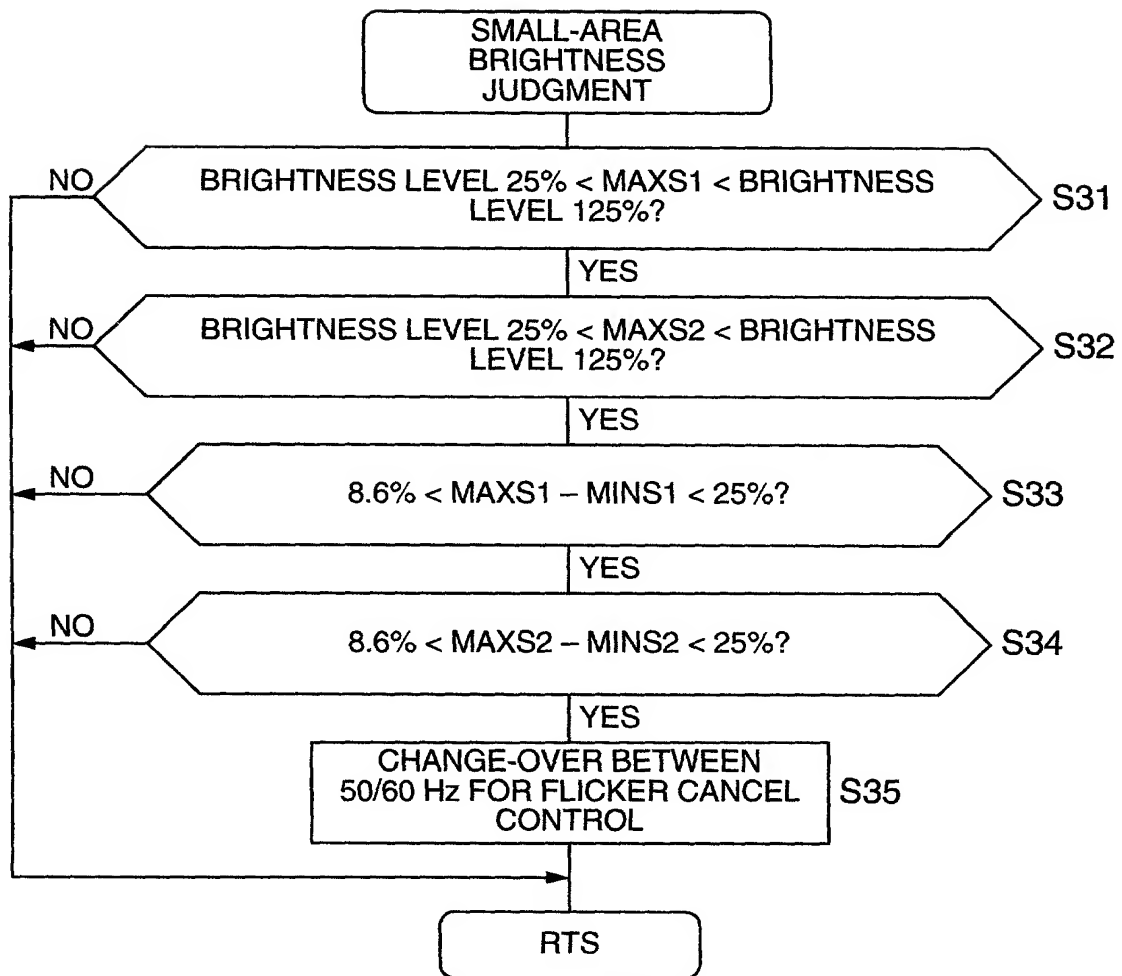 SMALL-AREA
BRIGHTNESS
JUDGMENT
NO
BRIGHTNESS LEVEL 25% < MAXS1 < BRIGHTNESS
LEVEL 125%?
S31
YES
NO
BRIGHTNESS LEVEL 25% < MAXS2 < BRIGHTNESS
LEVEL 125%?
S32
YES
NO
8.6% < MAXS1 – MINS1 < 25%?
S33
YES
NO
8.6% < MAXS2 – MINS2 < 25%?
S34
YES
CHANGE-OVER BETWEEN
50/60 Hz FOR FLICKER CANCEL
CONTROL
S35
RTS